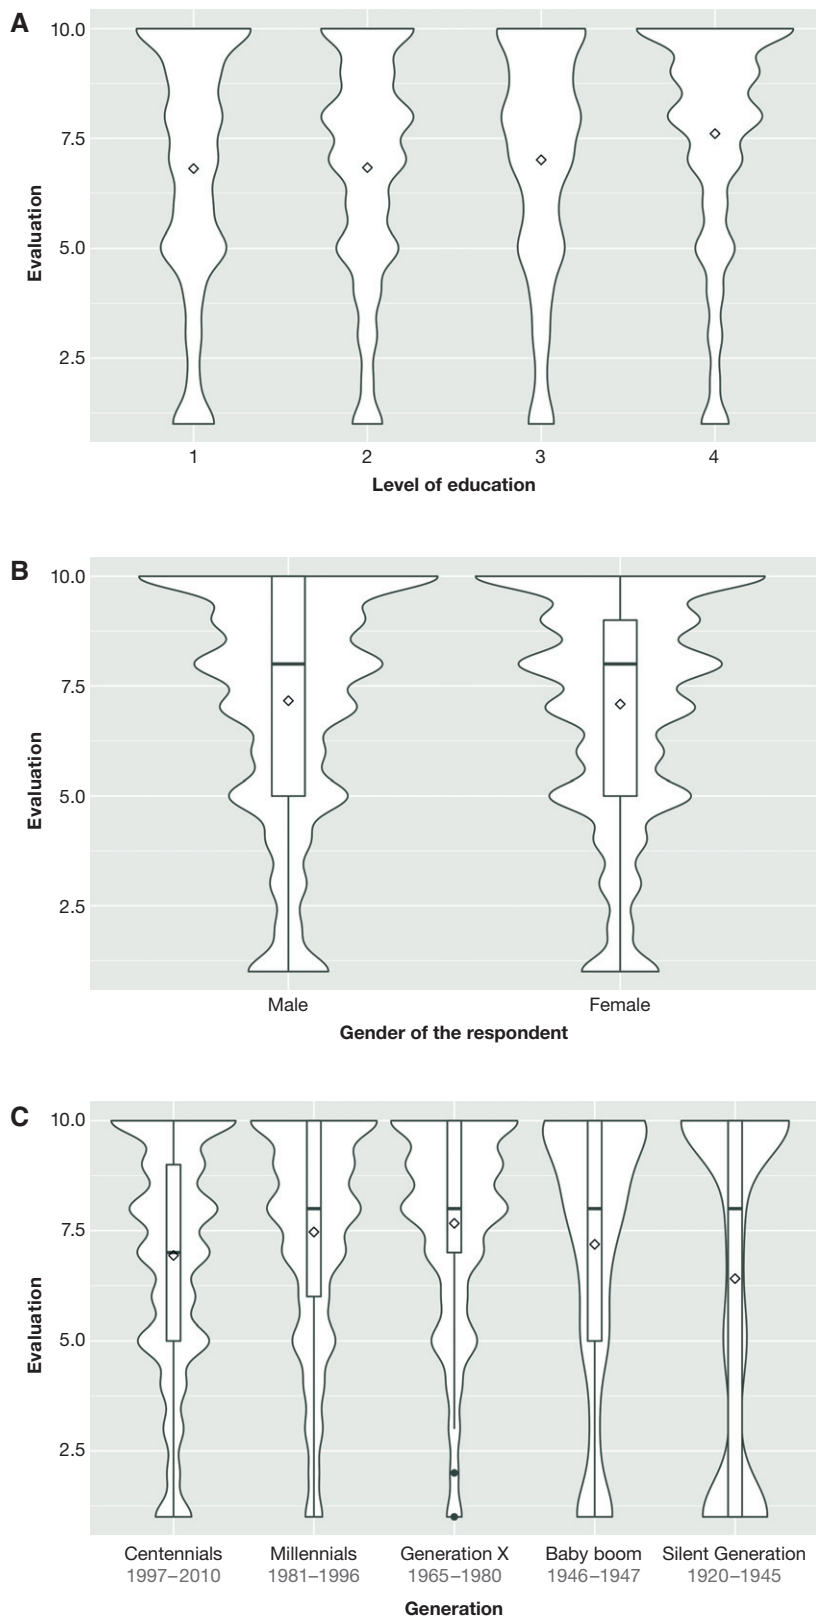 A
10.0
7.5
5.0
2.5
Evaluation
1 2 3 4
Level of education
B
10.0
7.5
5.0
2.5
Evaluation
Male Female
Gender of the respondent
C
10.0
7.5
5.0
2.5
Evaluation
Centennials Millennials Generation X Baby boom Silent Generation
1997–2010 1981–1996 1965–1980 1946–1947 1920–1945
Generation